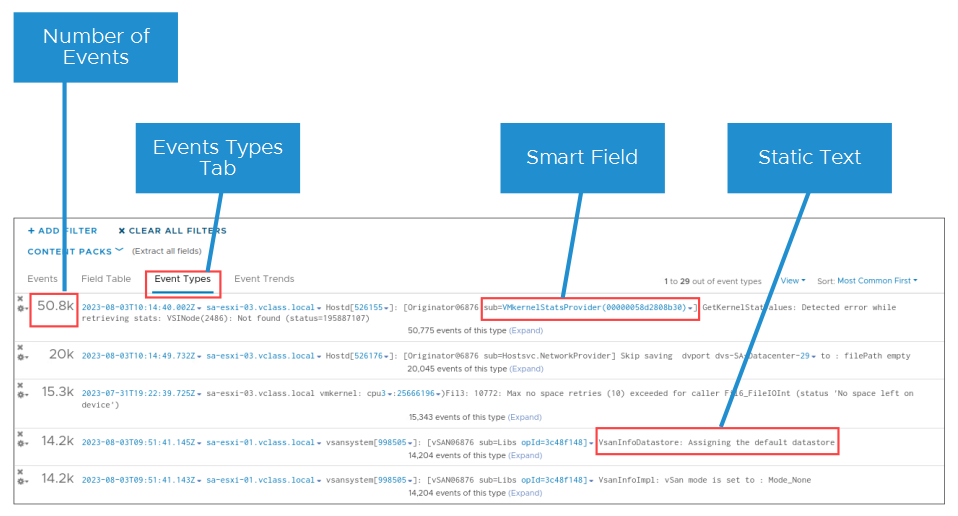 Number of
Events
Events Types
Tab
Smart Field
Static Text
+ ADD FILTER × CLEAR ALL FILTERS
CONTENT PACKS (Extract all fields)
Events Field Table Event Types Event Trends
1 to 29 out of event types View Sort: Most Common First
50.8k 2023-08-03T10:14:40.002Z sa-esxi-03.vclass.local Hostd[526155]: [Originator@6876 sub=VMkernelStatsProvider(00000058d2808b30)] GetKernelStatValues: Detected error while
retrieving stats: VSINode(2486): Not found (status=195887107)
50,775 events of this type (Expand)
20k 2023-08-03T10:14:49.732Z sa-esxi-03.vclass.local Hostd[526176]: [Originator@6876 sub=Hostsvc.NetworkProvider] Skip saving dvport dvs-SA-Datacenter-29 to : filePath empty
20,045 events of this type (Expand)
15.3k 2023-07-31T19:22:39.725Z sa-esxi-03.vclass.local vmkernel: cpu3:25666196)Fil3: 10772: Max no space retries (10) exceeded for caller Fil6_FileIOInt (status 'No space left on
device')
15,343 events of this type (Expand)
14.2k 2023-08-03T09:51:41.145Z sa-esxi-01.vclass.local vsansystem[998505]: [vSAN@6876 sub=Libs opId=3c48f148] VsanInfoDatastore: Assigning the default datastore
14,204 events of this type (Expand)
14.2k 2023-08-03T09:51:41.143Z sa-esxi-01.vclass.local vsansystem[998505]: [vSAN@6876 sub=Libs opId=3c48f148] VsanInfoImpl: vSan mode is set to : Mode_None
14,204 events of this type (Expand)